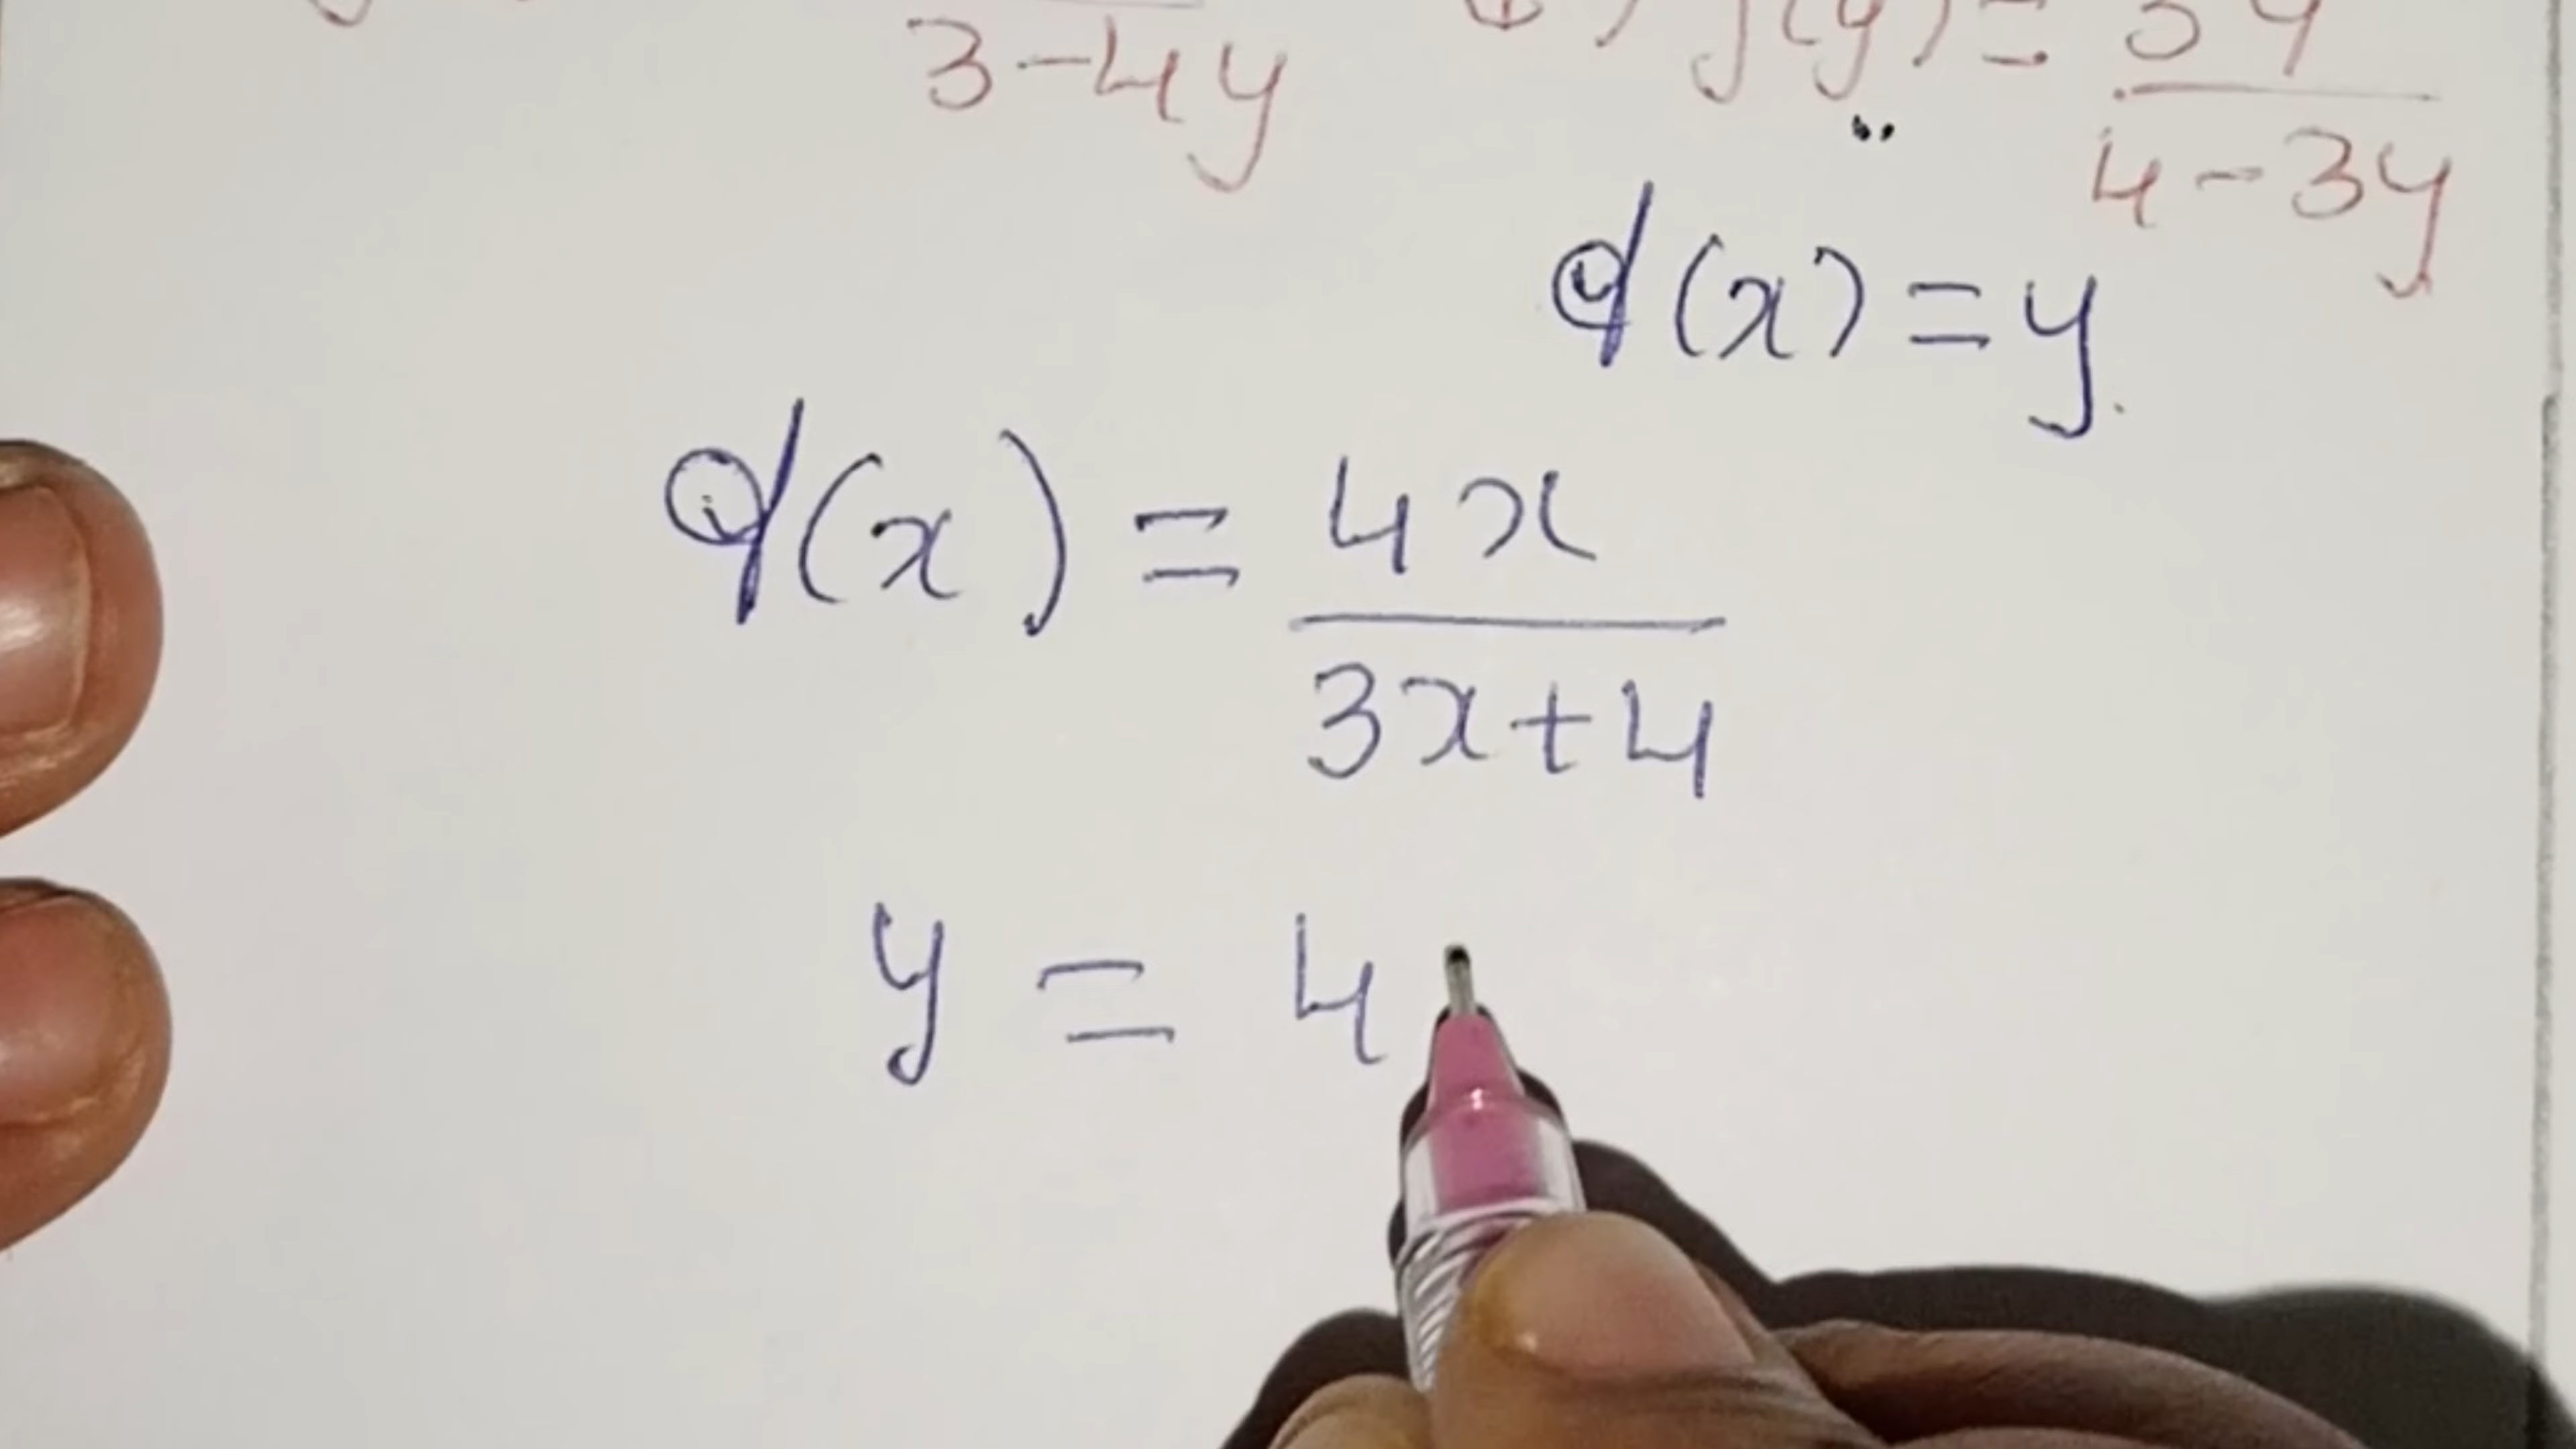 3-4y
f(y) =
4-3y
f(x) = y
f(x) = 4x
3x+4
y = 4